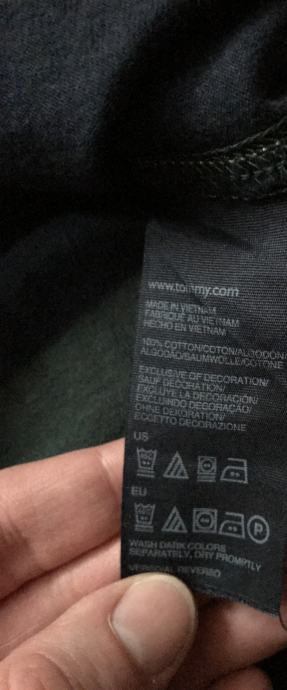 www.tommy.com
MADE IN VIETNAM
FABRIQUÉ AU VIETNAM
HECHO EN VIETNAM
100% COTTON/COTON/ALGODÓN/
ALGODÃO/BAUMWOLLE/COTONE
EXCLUSIVE OF DECORATION/
SAUF DECORATION/
EXCLUYE LA DECORACIÓN/
EXCLUINDO DECORAÇÃO/
OHNE DEKORATION/
ECCETTO DECORAZIONE
US
EU
P
WASH DARK COLORS
SEPARATELY, DRY PROMPTLY
REVERSO